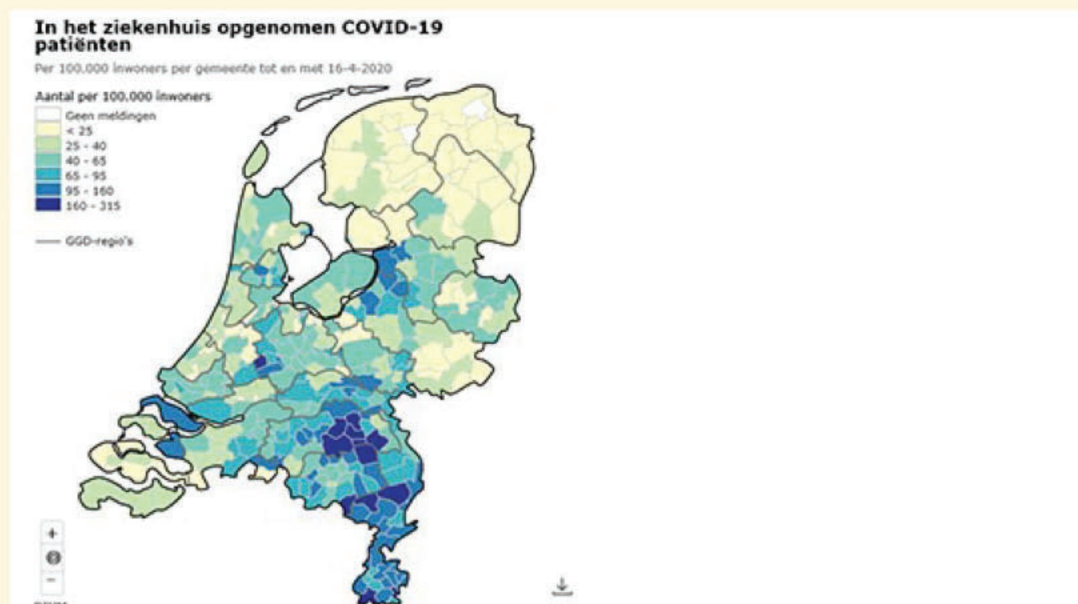 In het ziekenhuis opgenomen COVID-19
patiënten
Per 100.000 inwoners per gemeente tot en met 16-4-2020
Aantal per 100.000 inwoners
Geen meldingen
< 25
25 - 40
40 - 65
65 - 95
95 - 160
160 - 315
GGD-regio's
+
−